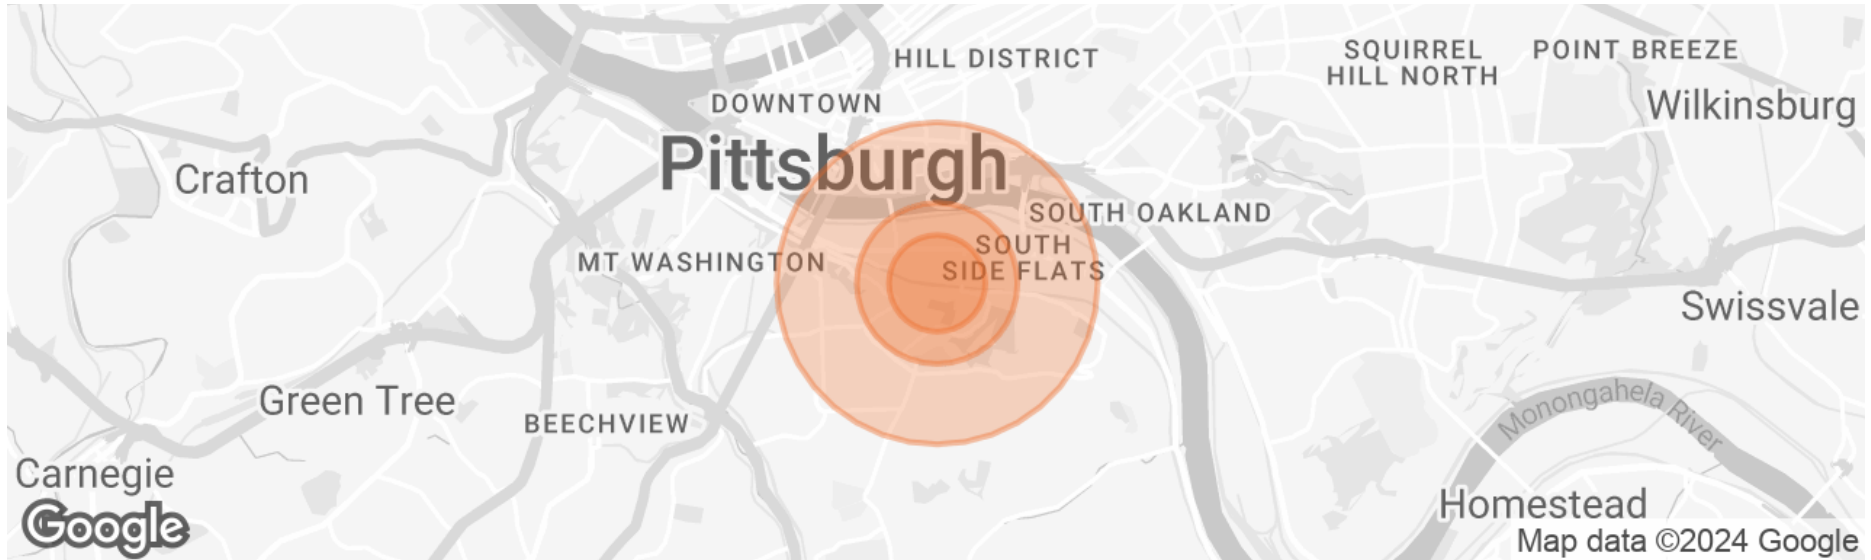 HILL DISTRICT
SQUIRREL
HILL NORTH
POINT BREEZE
DOWNTOWN
Wilkinsburg
Pittsburgh
Crafton
SOUTH OAKLAND
SOUTH
SIDE FLATS
MT WASHINGTON
Swissvale
Green Tree
BEECHVIEW
Monongahela River
Carnegie
Homestead
Google
Map data ©2024 Google